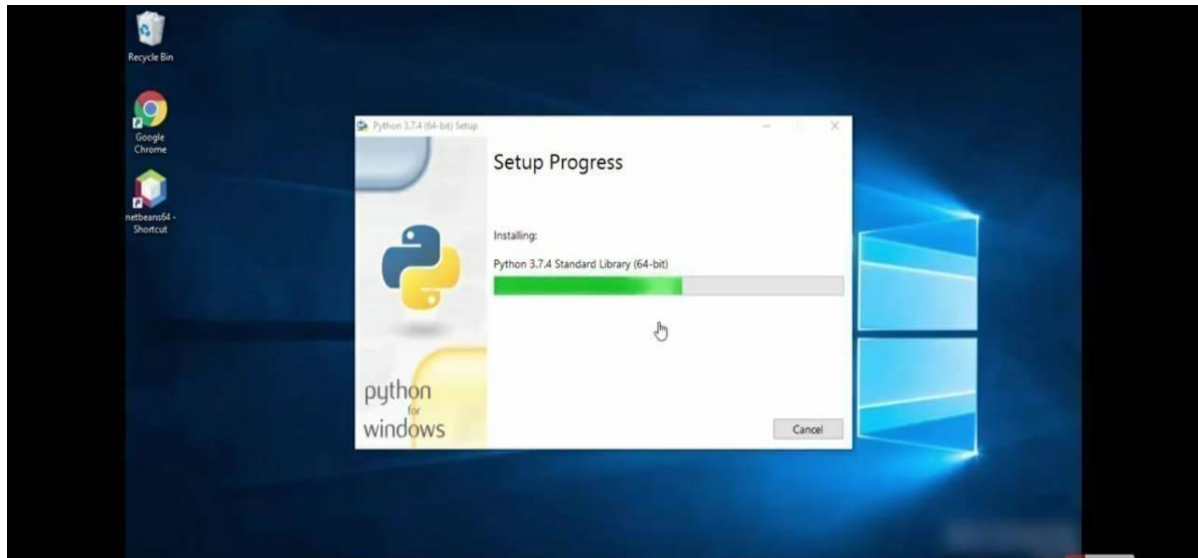 Recycle Bin
Google
Chrome
netbeans64 -
Shortcut
Python 3.7.4 (64-bit) Setup
Setup Progress
Installing:
Python 3.7.4 Standard Library (64-bit)
python
for
windows
Cancel